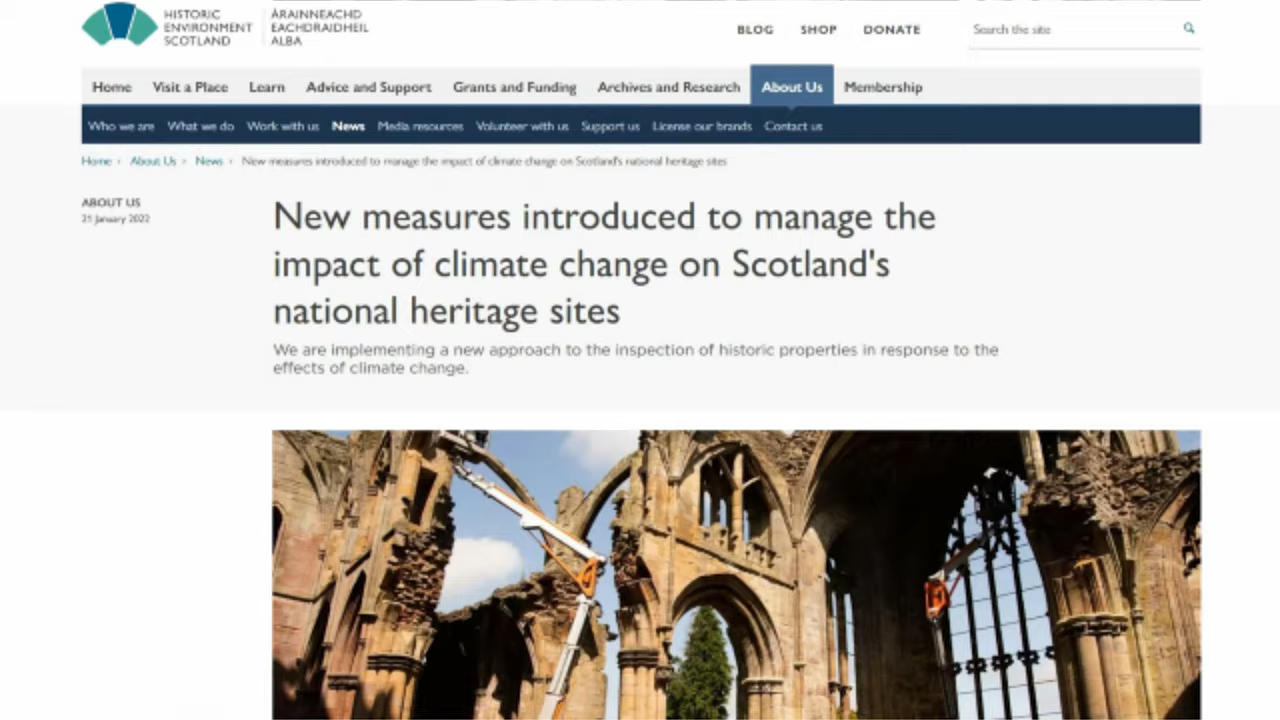 HISTORIC
ENVIRONMENT
SCOTLAND
ÀRAINNEACHD
EACHDRAIDHEIL
ALBA
BLOG SHOP DONATE
Search the site
Home Visit a Place Learn Advice and Support Grants and Funding Archives and Research About Us Membership
Who we are What we do Work with us News Media resources Volunteer with us Support us License our brands Contact us
Home › About Us › News › New measures introduced to manage the impact of climate change on Scotland's national heritage sites
ABOUT US
21 January 2022
New measures introduced to manage the
impact of climate change on Scotland's
national heritage sites
We are implementing a new approach to the inspection of historic properties in response to the
effects of climate change.